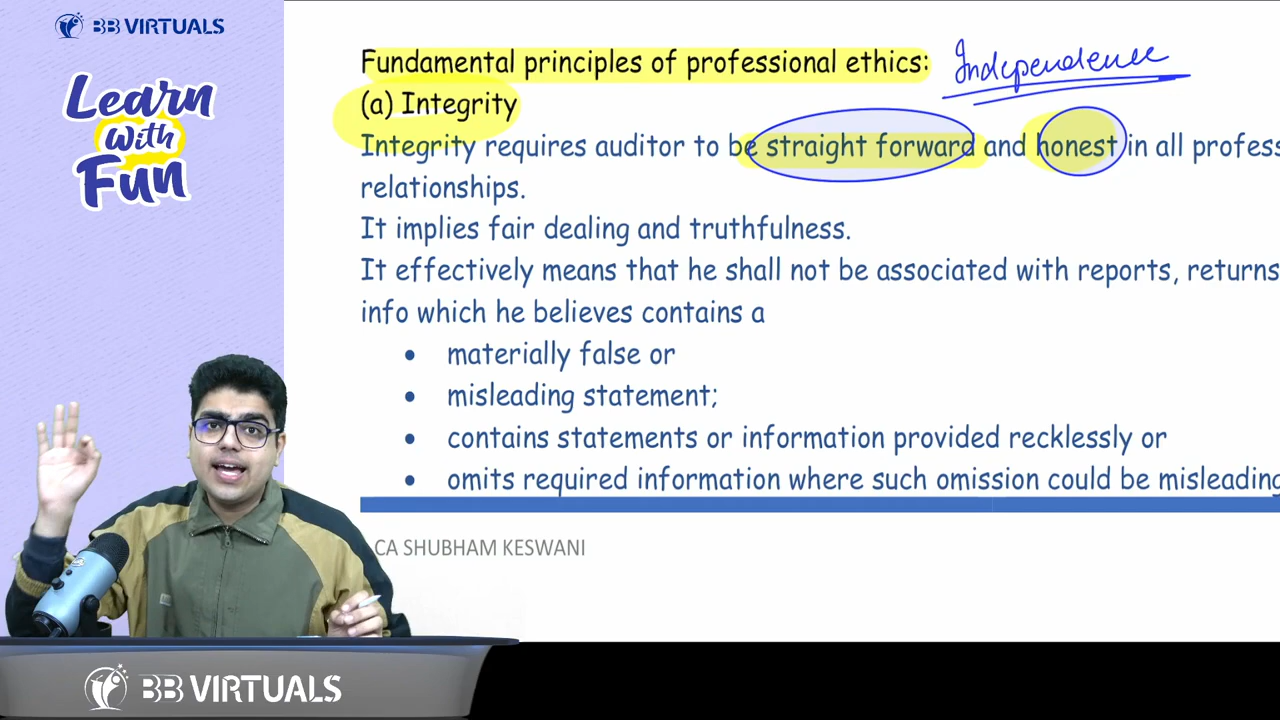 BB VIRTUALS
Learn
With
Fun
Fundamental principles of professional ethics:
Independence
(a) Integrity
Integrity requires auditor to be straight forward and honest in all profess
relationships.
It implies fair dealing and truthfulness.
It effectively means that he shall not be associated with reports, returns
info which he believes contains a
• materially false or
• misleading statement;
• contains statements or information provided recklessly or
• omits required information where such omission could be misleading
CA SHUBHAM KESWANI
BB VIRTUALS